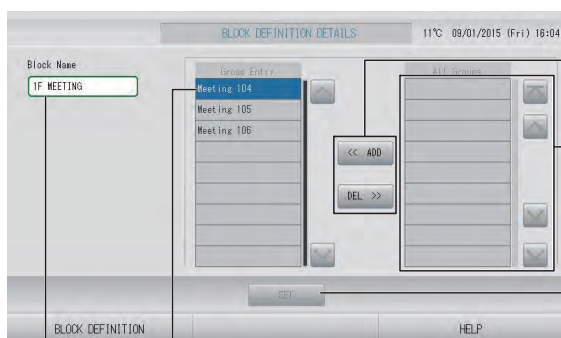 BLOCK DEFINITION DETAILS
11°C 09/01/2015 (Fri) 16:04
Block Name
1F MEETING
Group Entry
Meeting 104
Meeting 105
Meeting 106
All Groups
<< ADD
DEL >>
SET
BLOCK DEFINITION
HELP